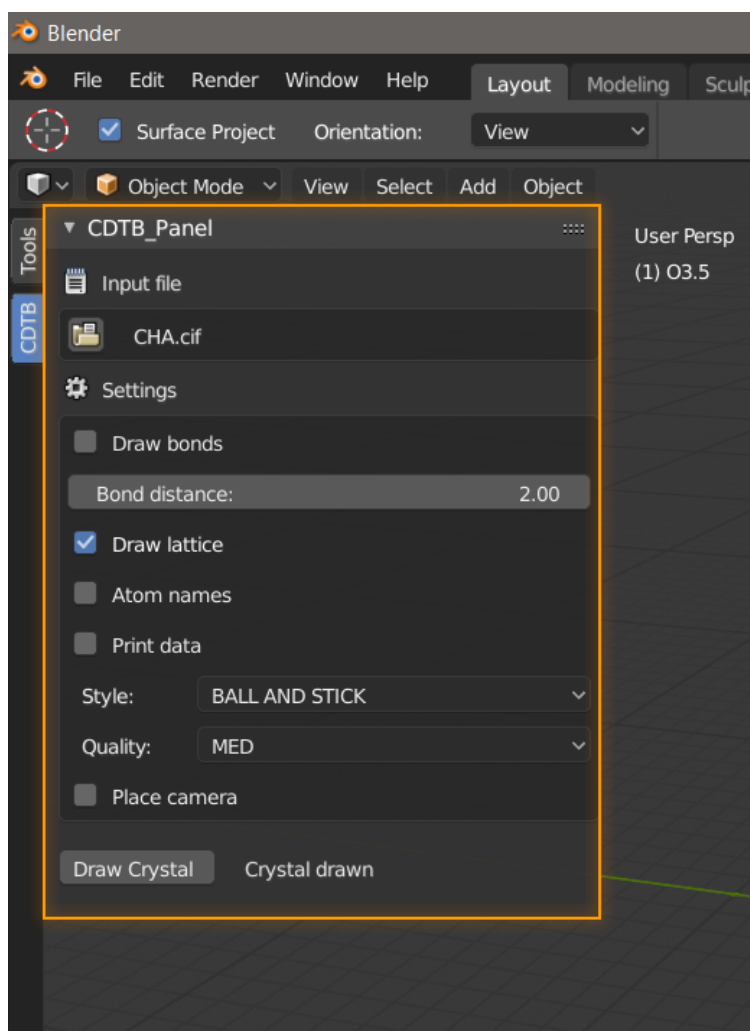 Blender
File Edit Render Window Help Layout Modeling Sculp
Surface Project Orientation: View
Object Mode View Select Add Object
Tools
CDTB
CDTB_Panel
User Persp
(1) O3.5
Input file
CHA.cif
Settings
Draw bonds
Bond distance: 2.00
Draw lattice
Atom names
Print data
Style: BALL AND STICK
Quality: MED
Place camera
Draw Crystal Crystal drawn